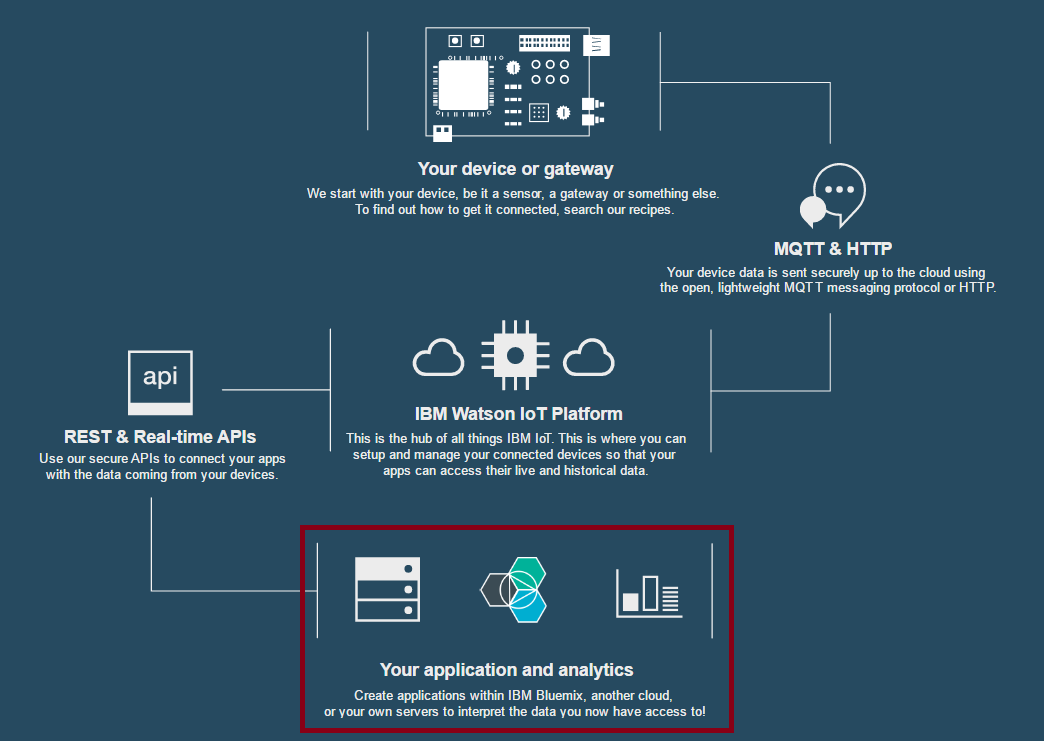 Your device or gateway
We start with your device, be it a sensor, a gateway or something else.
To find out how to get it connected, search our recipes.
MQTT & HTTP
Your device data is sent securely up to the cloud using
the open, lightweight MQTT messaging protocol or HTTP.
IBM Watson IoT Platform
This is the hub of all things IBM IoT. This is where you can
setup and manage your connected devices so that your
apps can access their live and historical data.
api
REST & Real-time APIs
Use our secure APIs to connect your apps
with the data coming from your devices.
Your application and analytics
Create applications within IBM Bluemix, another cloud,
or your own servers to interpret the data you now have access to!